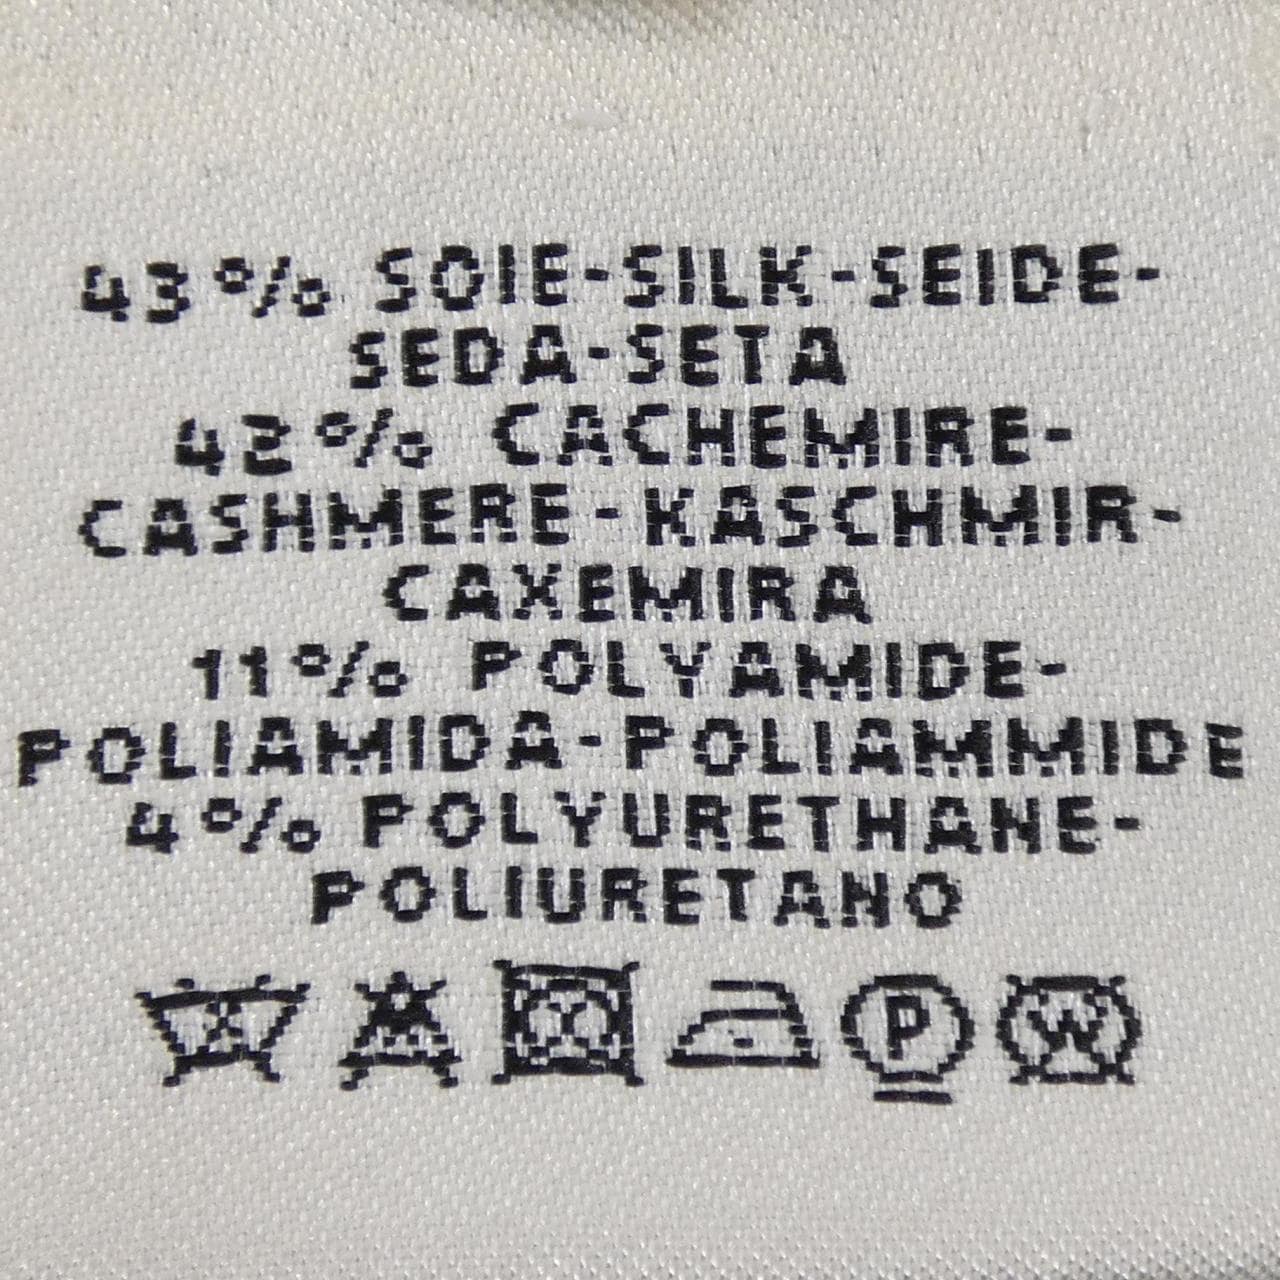 43% SOIE-SILK-SEIDE-
SEDA-SETA
42% CACHEMIRE-
CASHMERE-KASCHMIR-
CAXEMIRA
11% POLYAMIDE-
POLIAMIDA-POLIAMMIDE
4% POLYURETHANE-
POLIURETANO
P W